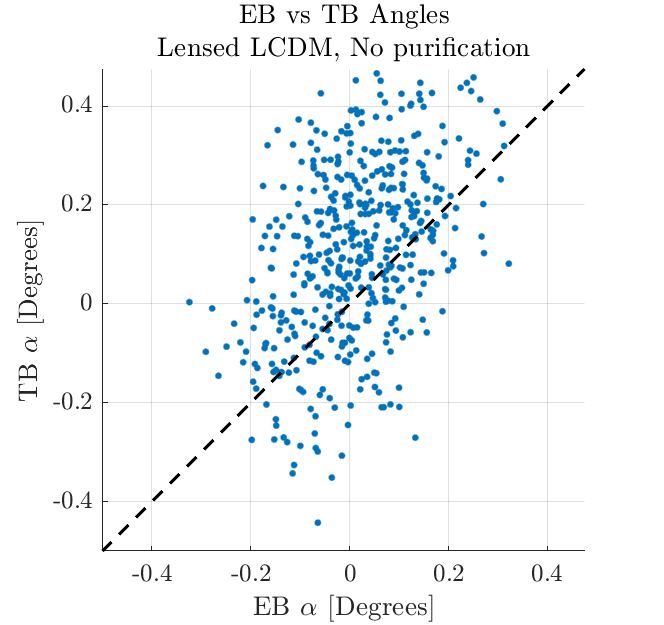 EB vs TB Angles
Lensed LCDM, No purification
0.4
0.2
0
-0.2
-0.4
TB α [Degrees]
-0.4 -0.2 0 0.2 0.4
EB α [Degrees]